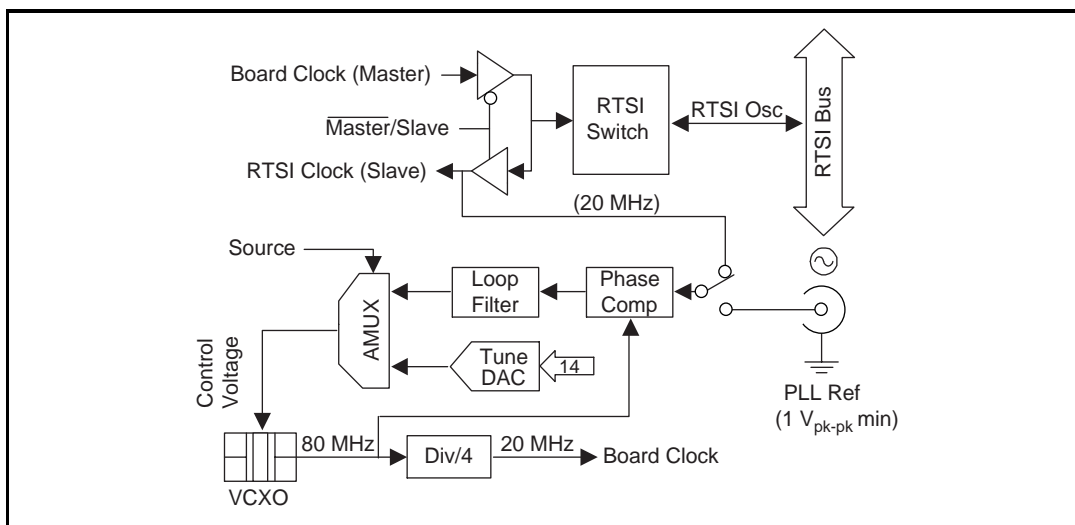 Board Clock (Master)
Master/Slave
RTSI Clock (Slave)
RTSI
Switch
RTSI Osc
RTSI Bus
(20 MHz)
Source
Loop
Filter
Phase
Comp
AMUX
Tune
DAC
14
Control
Voltage
PLL Ref
(1 Vpk-pk min)
80 MHz
Div/4
20 MHz
Board Clock
VCXO